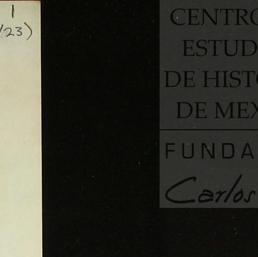 1
/23)
CENTRO
ESTUD
DE HISTO
DE MEX
FUNDA
Carlos